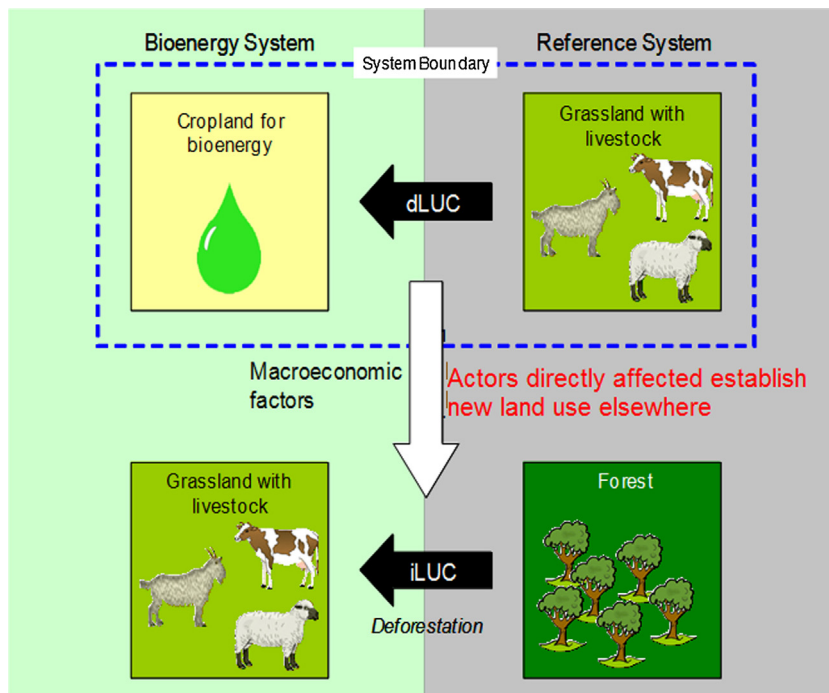 Bioenergy System
Reference System
System Boundary
Cropland for
bioenergy
Grassland with
livestock
dLUC
Macroeconomic
factors
Actors directly affected establish
new land use elsewhere
Grassland with
livestock
Forest
iLUC
Deforestation